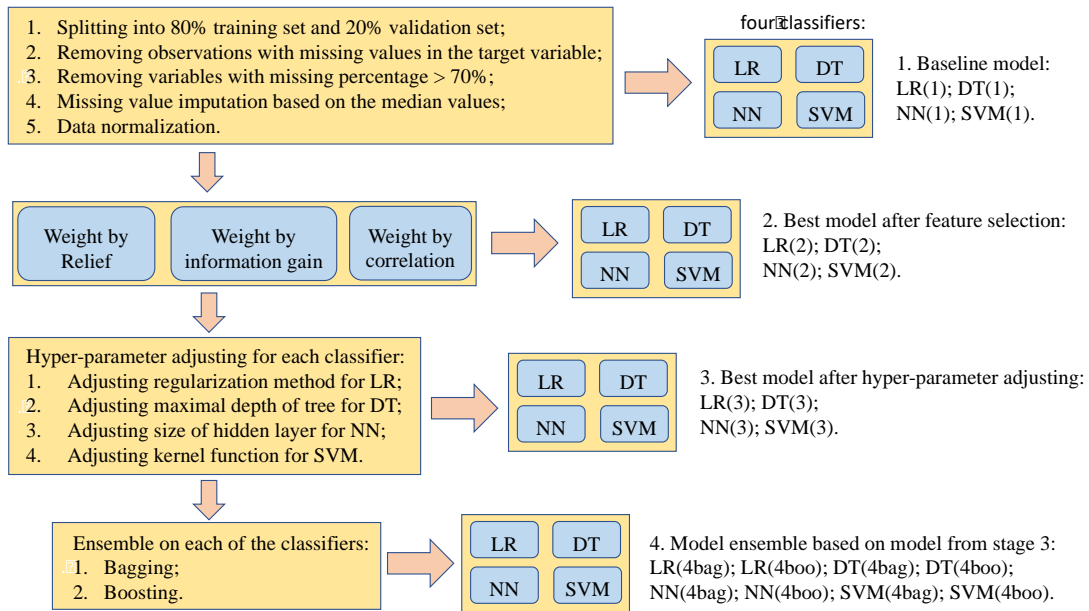 1. Splitting into 80% training set and 20% validation set;
2. Removing observations with missing values in the target variable;
3. Removing variables with missing percentage > 70%;
4. Missing value imputation based on the median values;
5. Data normalization.
four classifiers:
LR DT
NN SVM
1. Baseline model:
LR(1); DT(1);
NN(1); SVM(1).
Weight by
Relief
Weight by
information gain
Weight by
correlation
LR DT
NN SVM
2. Best model after feature selection:
LR(2); DT(2);
NN(2); SVM(2).
Hyper-parameter adjusting for each classifier:
1. Adjusting regularization method for LR;
2. Adjusting maximal depth of tree for DT;
3. Adjusting size of hidden layer for NN;
4. Adjusting kernel function for SVM.
LR DT
NN SVM
3. Best model after hyper-parameter adjusting:
LR(3); DT(3);
NN(3); SVM(3).
Ensemble on each of the classifiers:
1. Bagging;
2. Boosting.
LR DT
NN SVM
4. Model ensemble based on model from stage 3:
LR(4bag); LR(4boo); DT(4bag); DT(4boo);
NN(4bag); NN(4boo); SVM(4bag); SVM(4boo).